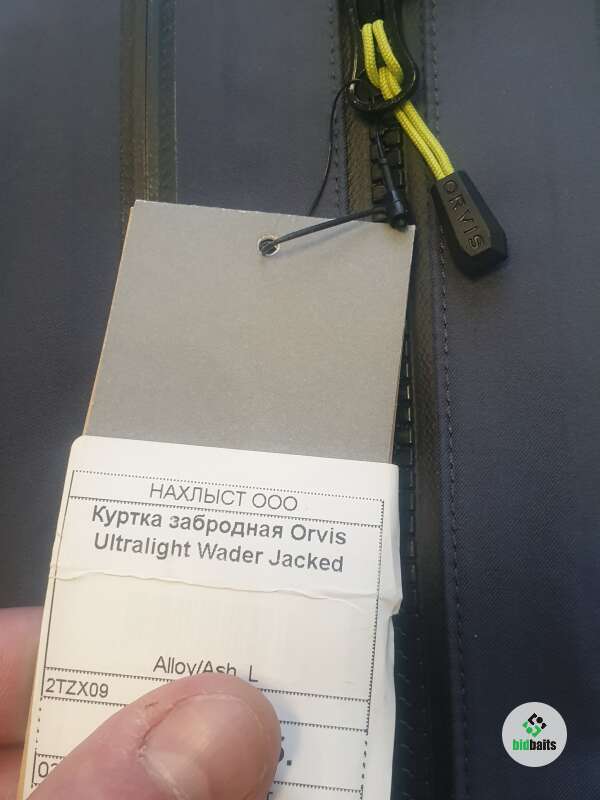 ORVIS
НАХЛЫСТ ООО
Куртка забродная Orvis
Ultralight Wader Jacked
Alloy/Ash L
2TZX09
bidbaits